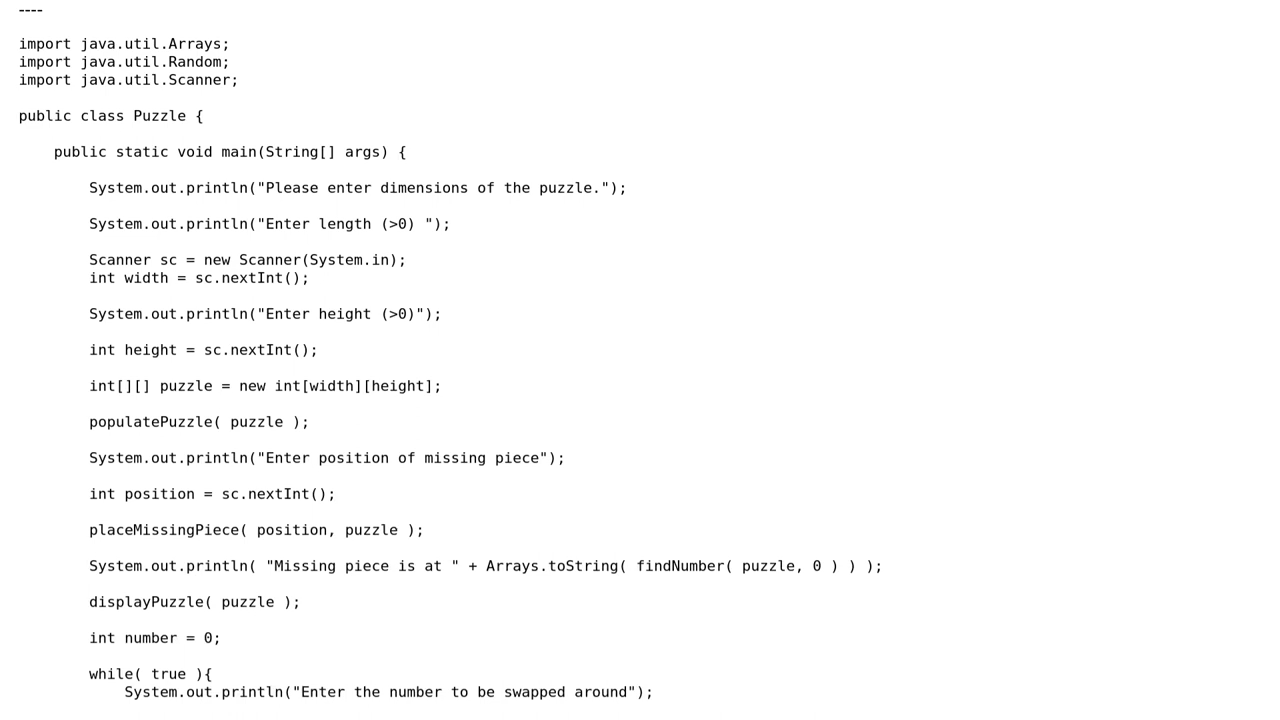 ----
import java.util.Arrays;
import java.util.Random;
import java.util.Scanner;
public class Puzzle {
    public static void main(String[] args) {
        System.out.println("Please enter dimensions of the puzzle.");
        System.out.println("Enter length (>0) ");
        Scanner sc = new Scanner(System.in);
        int width = sc.nextInt();
        System.out.println("Enter height (>0)");
        int height = sc.nextInt();
        int[][] puzzle = new int[width][height];
        populatePuzzle( puzzle );
        System.out.println("Enter position of missing piece");
        int position = sc.nextInt();
        placeMissingPiece( position, puzzle );
        System.out.println( "Missing piece is at " + Arrays.toString( findNumber( puzzle, 0 ) ) );
        displayPuzzle( puzzle );
        int number = 0;
        while( true ){
            System.out.println("Enter the number to be swapped around");